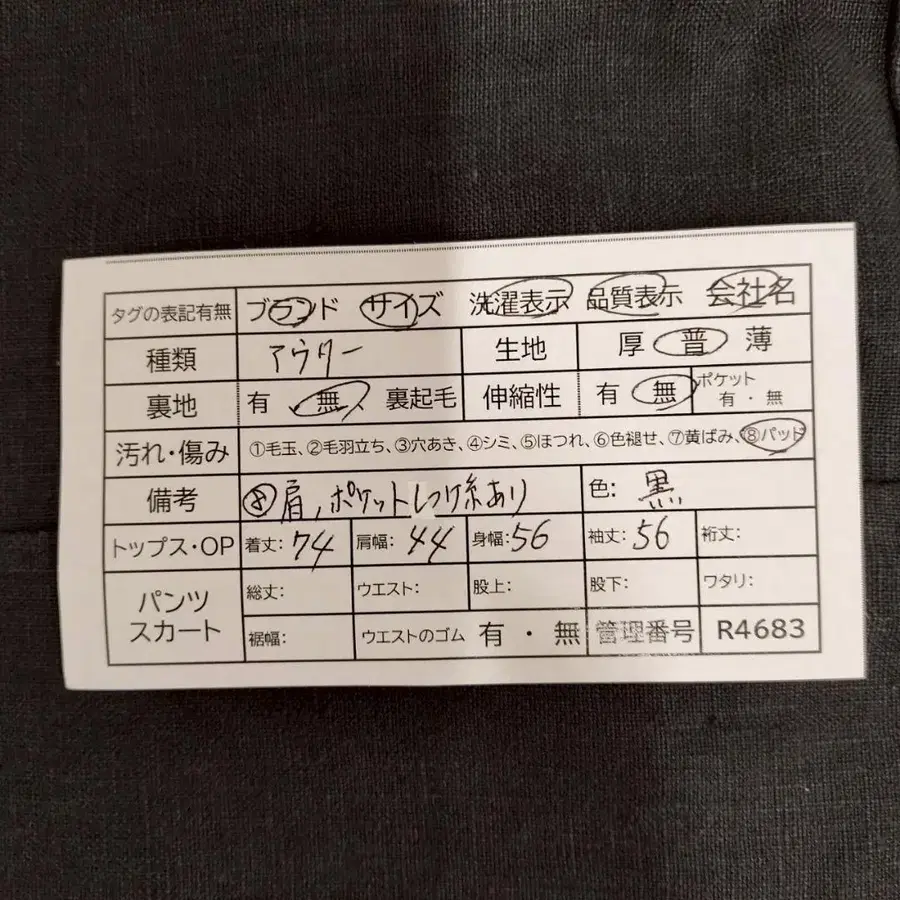 タグの表記有無 ブランド サイズ 洗濯表示 品質表示 会社名
種類 アウター 生地 厚 普 薄
裏地 有 ・ 無 ・ 裏起毛 伸縮性 有 ・ 無 ポケット 有・無
汚れ・傷み ①毛玉、②毛羽立ち、③穴あき、④シミ、⑤ほつれ、⑥色褪せ、⑦黄ばみ、⑧パッド
備考 ⑧肩,ポケットしつけ糸あり 色: 黒
トップス・OP 着丈: 74 肩幅: 44 身幅: 56 袖丈: 56 裄丈:
パンツ スカート 総丈: ウエスト: 股上: 股下: ワタリ:
裾幅: ウエストのゴム 有 ・ 無 管理番号 R4683